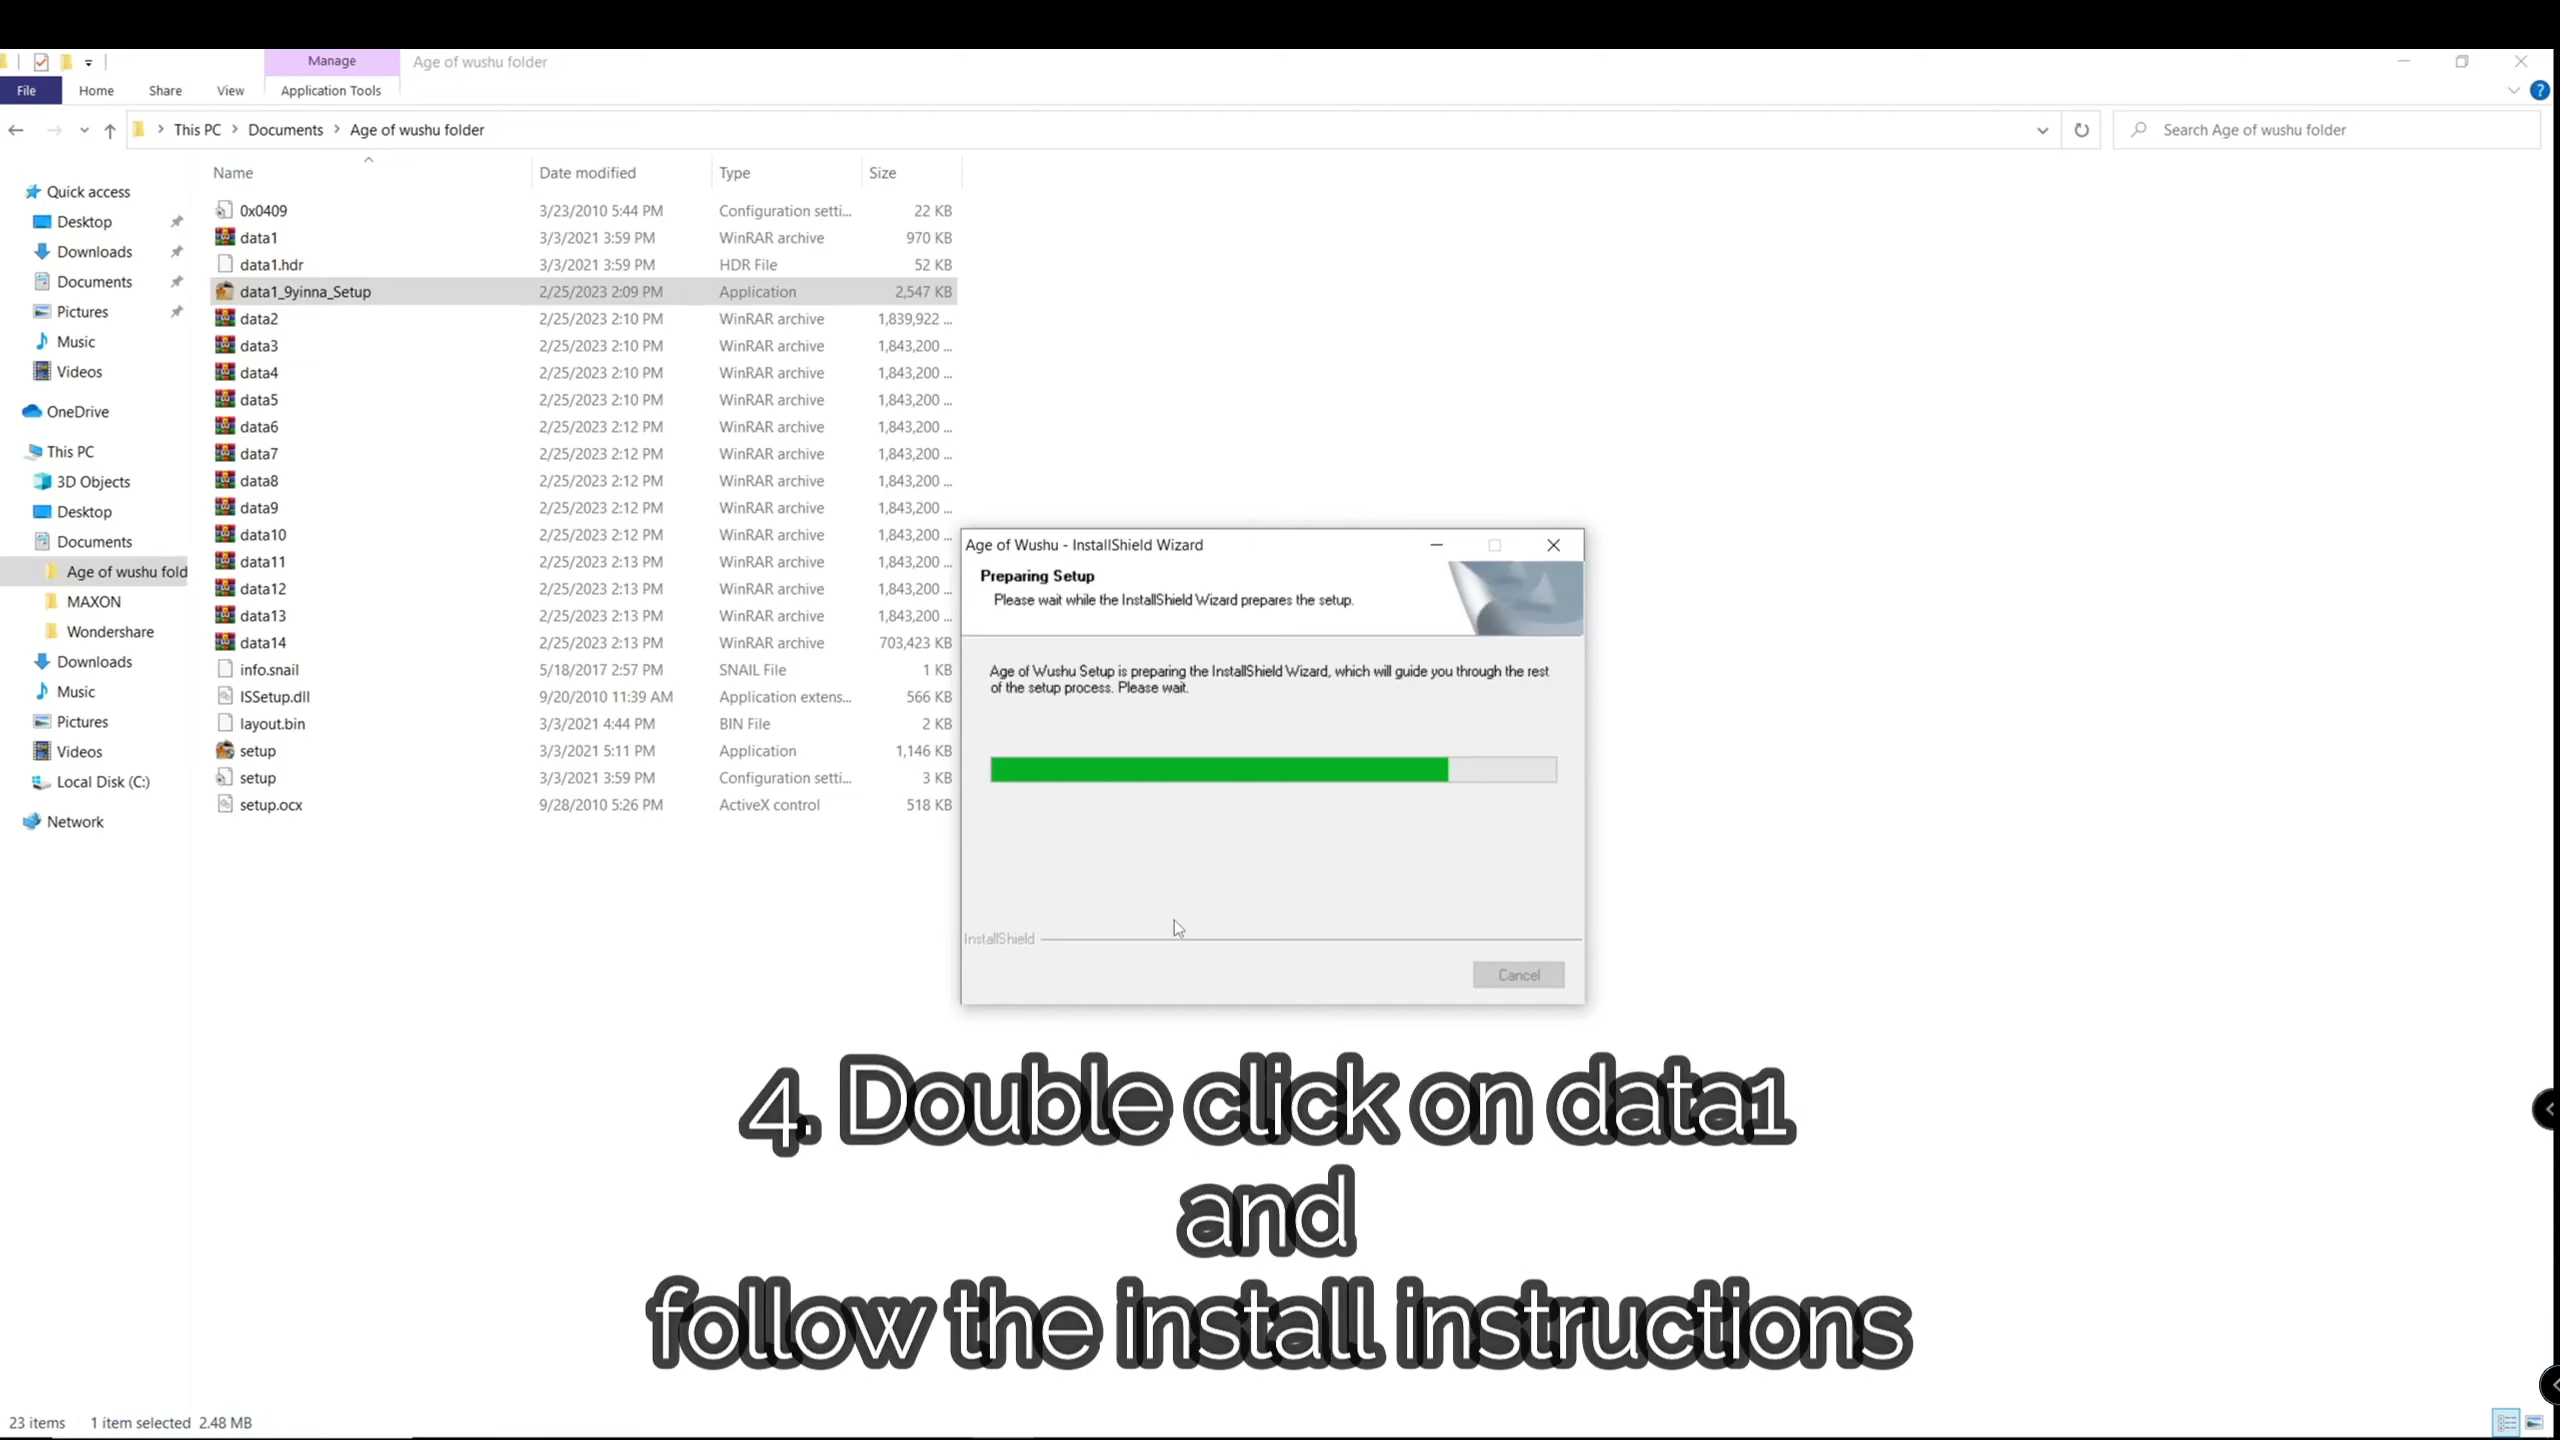 Manage
Age of wushu folder
File
Home
Share
View
Application Tools
This PC
Documents
Age of wushu folder
Search Age of wushu folder
Name
Date modified
Type
Size
Quick access
Desktop
Downloads
Documents
Pictures
Music
Videos
OneDrive
This PC
3D Objects
Desktop
Documents
Age of wushu fold
MAXON
Wondershare
Downloads
Music
Pictures
Videos
Local Disk (C:)
Network
0x0409 3/23/2010 5:44 PM Configuration setti... 22 KB
data1 3/3/2021 3:59 PM WinRAR archive 970 KB
data1.hdr 3/3/2021 3:59 PM HDR File 52 KB
data1_9yinna_Setup 2/25/2023 2:09 PM Application 2,547 KB
data2 2/25/2023 2:10 PM WinRAR archive 1,839,922 ...
data3 2/25/2023 2:10 PM WinRAR archive 1,843,200 ...
data4 2/25/2023 2:10 PM WinRAR archive 1,843,200 ...
data5 2/25/2023 2:10 PM WinRAR archive 1,843,200 ...
data6 2/25/2023 2:12 PM WinRAR archive 1,843,200 ...
data7 2/25/2023 2:12 PM WinRAR archive 1,843,200 ...
data8 2/25/2023 2:12 PM WinRAR archive 1,843,200 ...
data9 2/25/2023 2:12 PM WinRAR archive 1,843,200 ...
data10 2/25/2023 2:12 PM WinRAR archive 1,843,200 ...
data11 2/25/2023 2:13 PM WinRAR archive 1,843,200 ...
data12 2/25/2023 2:13 PM WinRAR archive 1,843,200 ...
data13 2/25/2023 2:13 PM WinRAR archive 1,843,200 ...
data14 2/25/2023 2:13 PM WinRAR archive 703,423 KB
info.snail 5/18/2017 2:57 PM SNAIL File 1 KB
ISSetup.dll 9/20/2010 11:39 AM Application extens... 566 KB
layout.bin 3/3/2021 4:44 PM BIN File 2 KB
setup 3/3/2021 5:11 PM Application 1,146 KB
setup 3/3/2021 3:59 PM Configuration setti... 3 KB
setup.ocx 9/28/2010 5:26 PM ActiveX control 518 KB
Age of Wushu - InstallShield Wizard
Preparing Setup
Please wait while the InstallShield Wizard prepares the setup.
Age of Wushu Setup is preparing the InstallShield Wizard, which will guide you through the rest
of the setup process. Please wait.
InstallShield
Cancel
4. Double click on data1
and
follow the install instructions
23 items 1 item selected 2.48 MB